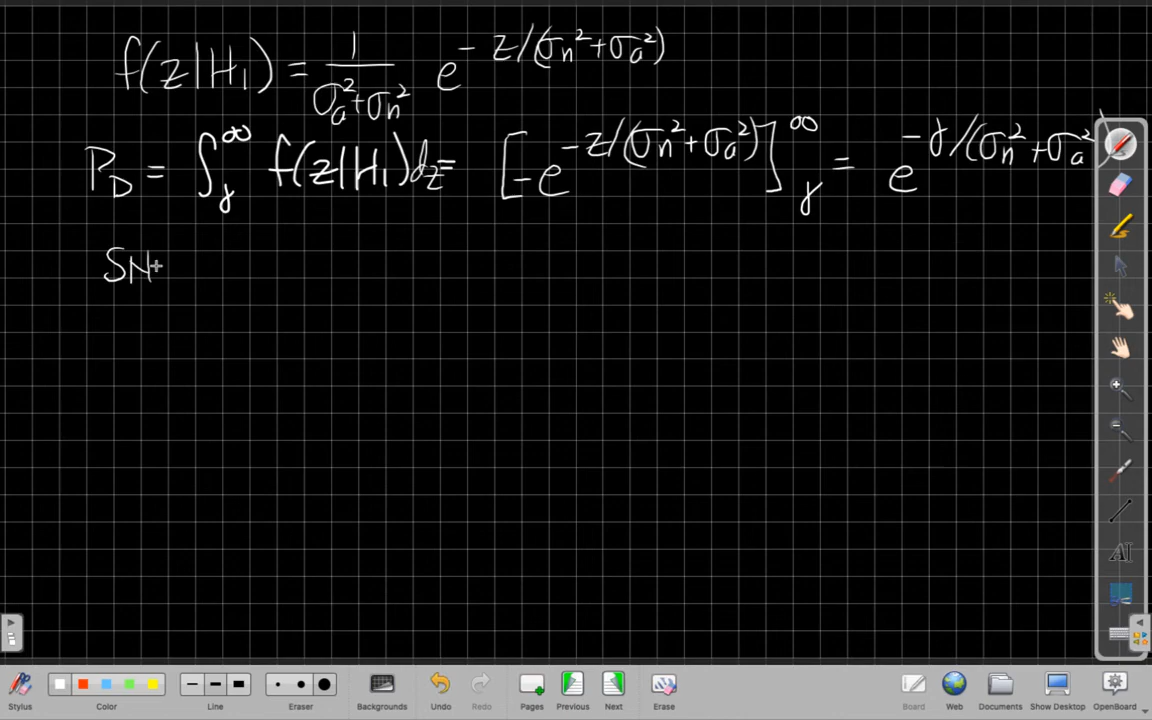 f(z|H₁) = 1/(σₐ²+σₙ²) e^{-z/(σₙ²+σₐ²)}
P_D = ∫_γ^∞ f(z|H₁)dz = [-e^{-z/(σₙ²+σₐ²)}]_γ^∞ = e^{-γ/(σₙ²+σₐ²)}
SN
Stylus
Color
Line
Eraser
Backgrounds
Undo
Redo
Pages
Previous
Next
Erase
Board
Web
Documents
Show Desktop
OpenBoard